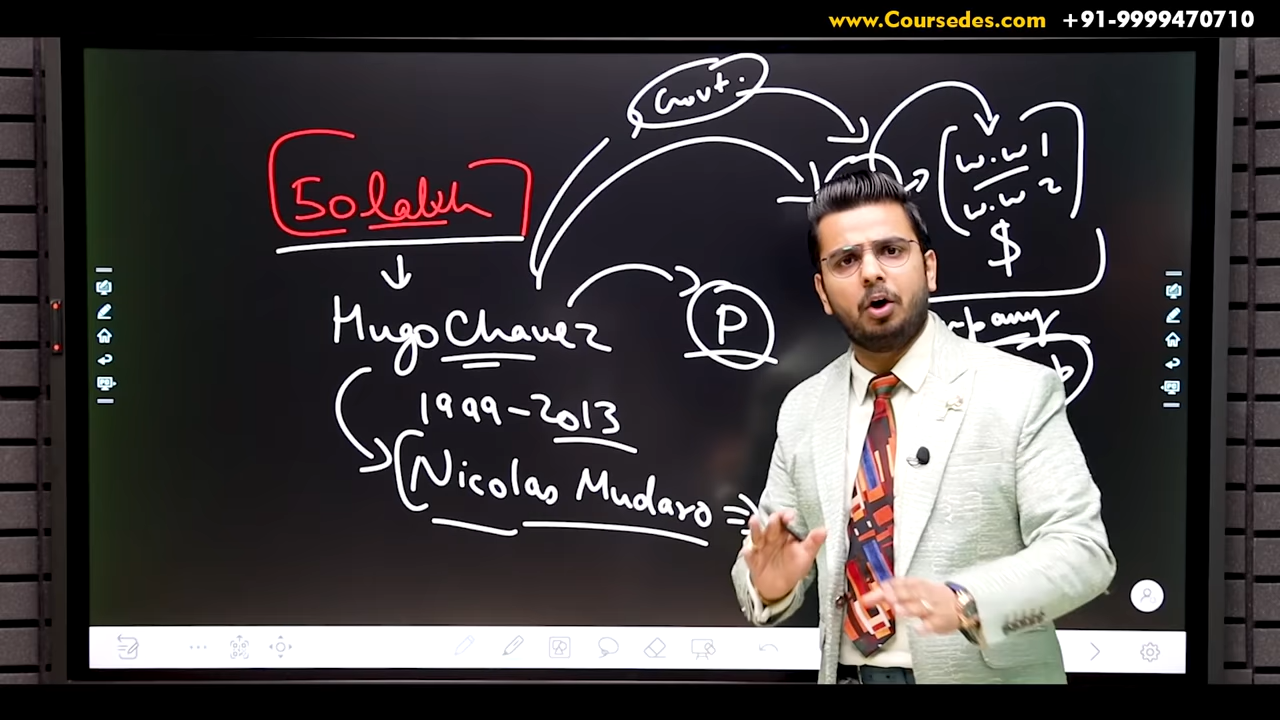 www.Coursedes.com +91-9999470710
Govt.
50 lakh
w.w 1
w.w 2
$
Hugo Chavez
P
1999-2013
Nicolas Mudaro